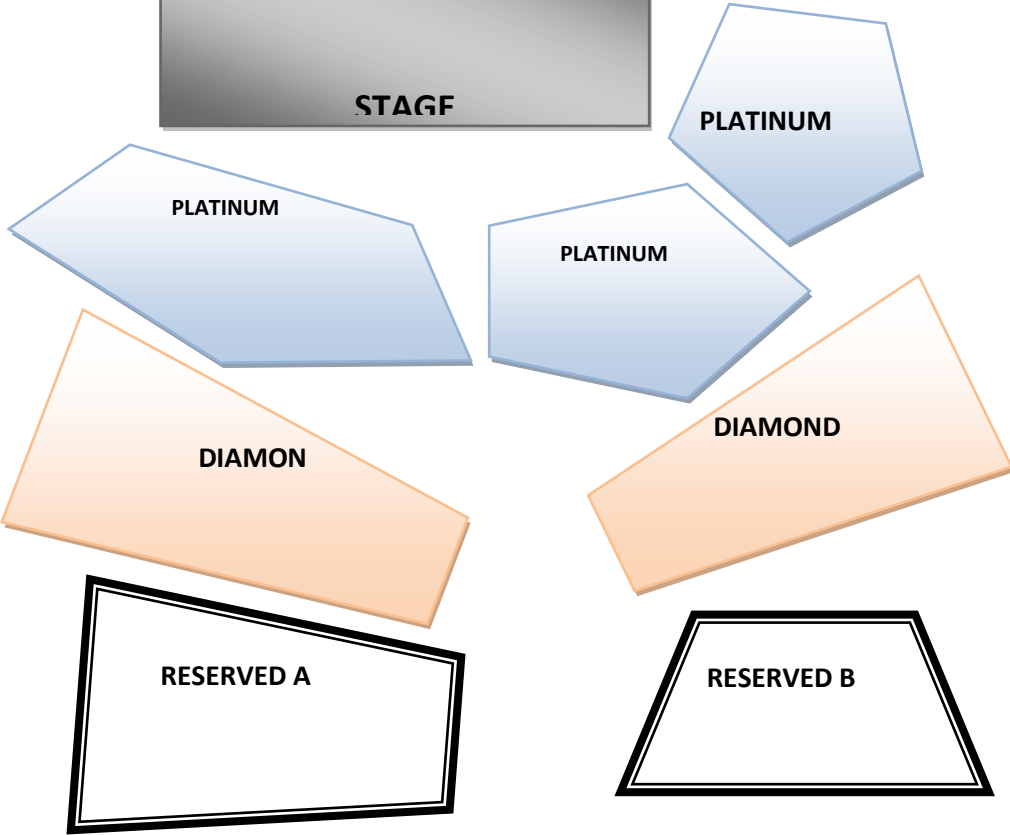 STAGE
PLATINUM
PLATINUM
PLATINUM
DIAMOND
DIAMON
RESERVED A
RESERVED B